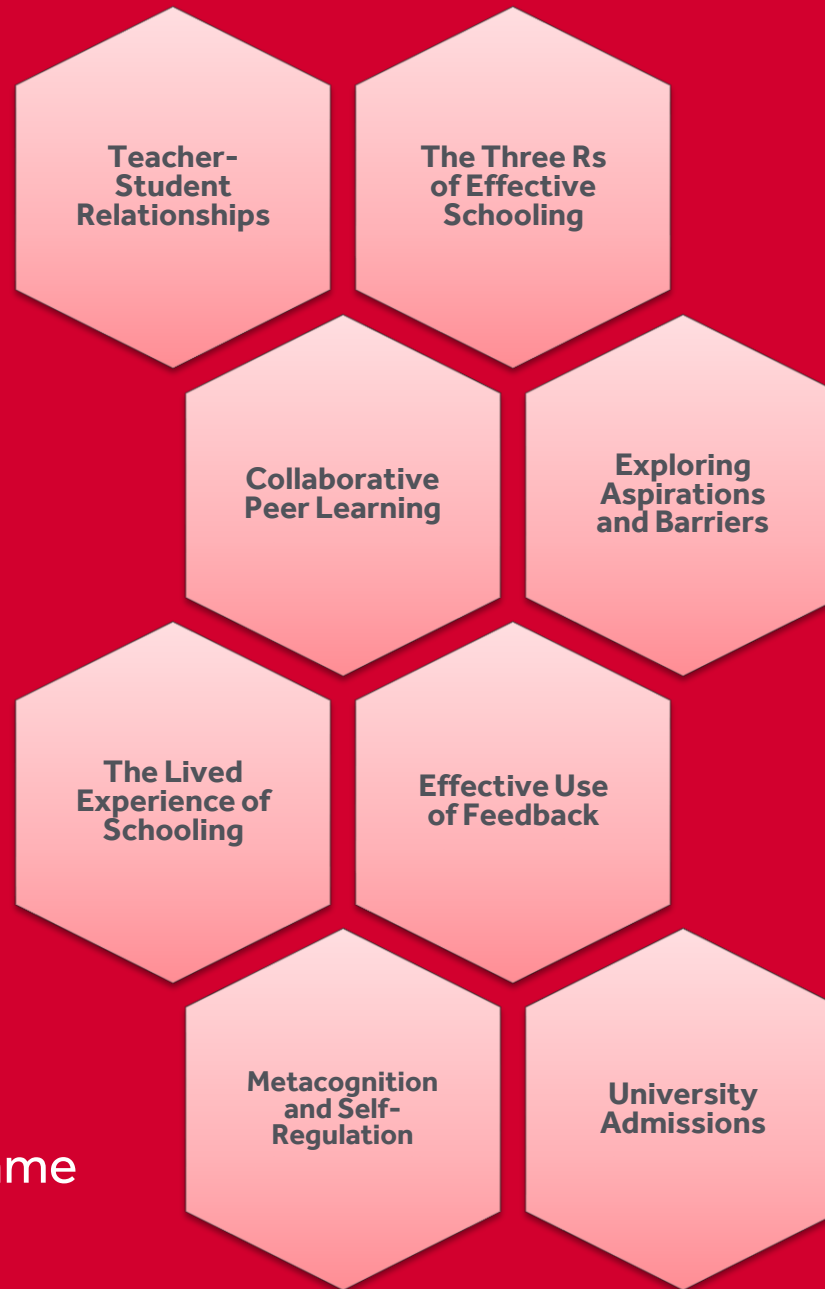 Teacher-
Student
Relationships
The Three Rs
of Effective
Schooling
Collaborative
Peer Learning
Exploring
Aspirations
and Barriers
The Lived
Experience of
Schooling
Effective Use
of Feedback
Metacognition
and Self-
Regulation
University
Admissions